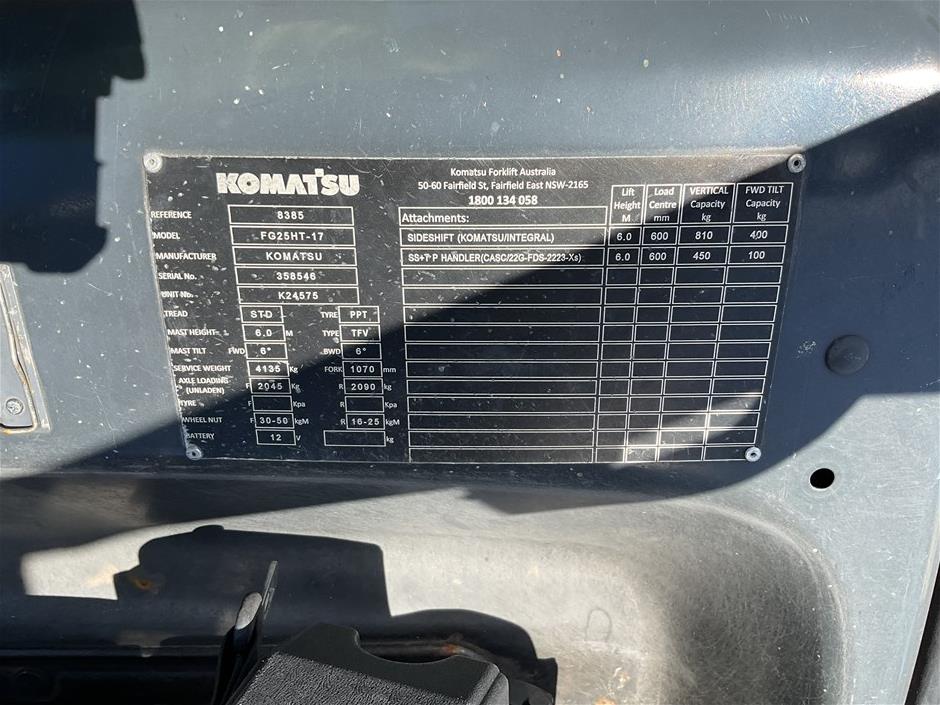 KOMATSU
Komatsu Forklift Australia
50-60 Fairfield St, Fairfield East NSW-2165
1800 134 058
Lift Height M
Load Centre mm
VERTICAL Capacity kg
FWD TILT Capacity kg
Attachments:
SIDESHIFT (KOMATSU/INTEGRAL) 6.0 600 810 400
SS+T'P HANDLER(CASC/22G-FDS-2223-Xs) 6.0 600 450 100
REFERENCE 8385
MODEL FG25HT-17
MANUFACTURER KOMATSU
SERIAL No. 358546
UNIT No. K24575
TREAD STD TYRE PPT
MAST HEIGHT 6.0 M TYPE TFV
MAST TILT FWD 6° BWD 6°
SERVICE WEIGHT 4135 Kg FORK 1070 mm
AXLE LOADING (UNLADEN) F 2045 Kg R 2090 kg
TYRE F Kpa R Kpa
WHEEL NUT F 30-50 kgM R 16-25 kgM
BATTERY 12 V kg